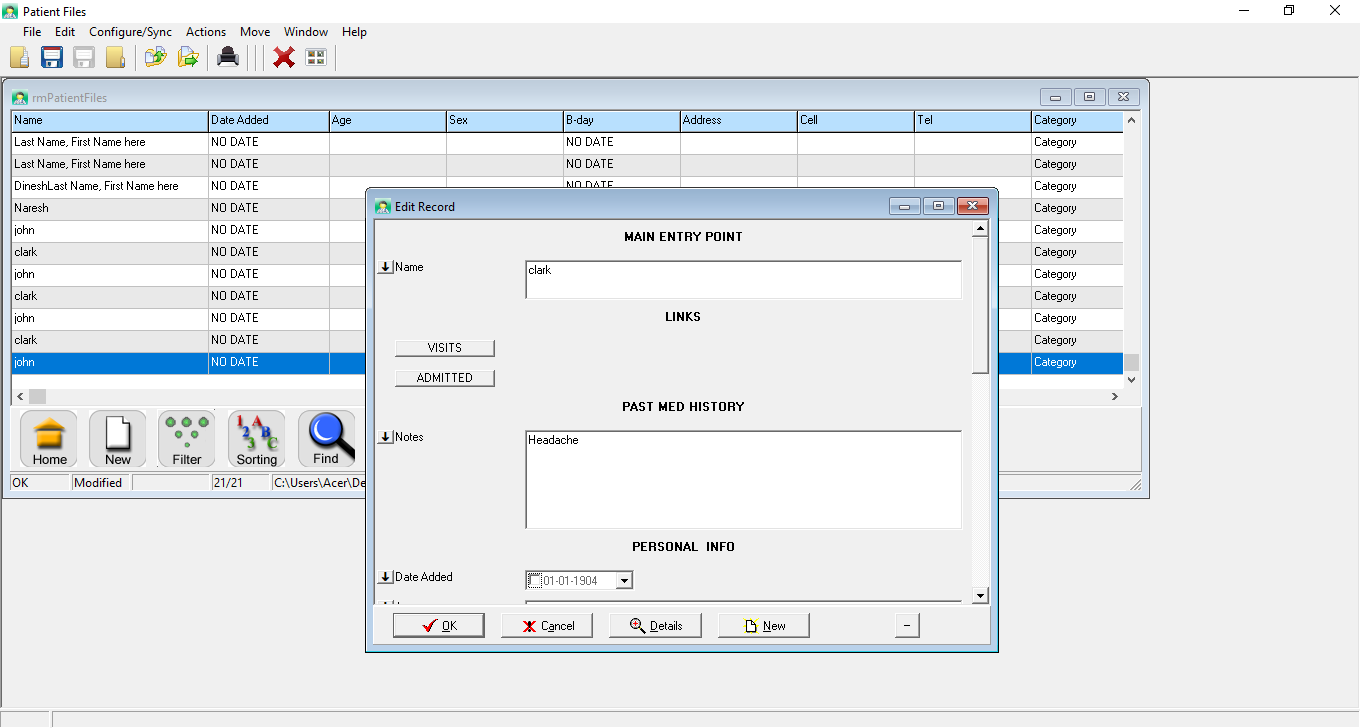 Patient Files
File Edit Configure/Sync Actions Move Window Help
rmPatientFiles
Name Date Added Age Sex B-day Address Cell Tel Category
Last Name, First Name here NO DATE NO DATE Category
Last Name, First Name here NO DATE NO DATE Category
DineshLast Name, First Name here NO DATE NO DATE Category
Naresh NO DATE Category
john NO DATE Category
clark NO DATE Category
john NO DATE Category
clark NO DATE Category
john NO DATE Category
clark NO DATE Category
john NO DATE Category
Home New Filter Sorting Find
OK Modified 21/21 C:\Users\Acer\De
Edit Record
MAIN ENTRY POINT
Name clark
LINKS
VISITS
ADMITTED
PAST MED HISTORY
Notes Headache
PERSONAL INFO
Date Added 01-01-1904
OK Cancel Details New −